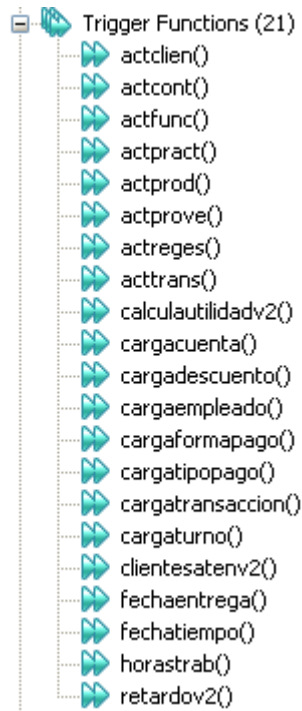 Trigger Functions (21)
actclien()
actcont()
actfunc()
actpract()
actprod()
actprove()
actreges()
acttrans()
calculautilidadv2()
cargacuenta()
cargadescuento()
cargaempleado()
cargaformapago()
cargatipopago()
cargatransaccion()
cargaturno()
clientesatenv2()
fechaentrega()
fechatiempo()
horastrab()
retardov2()